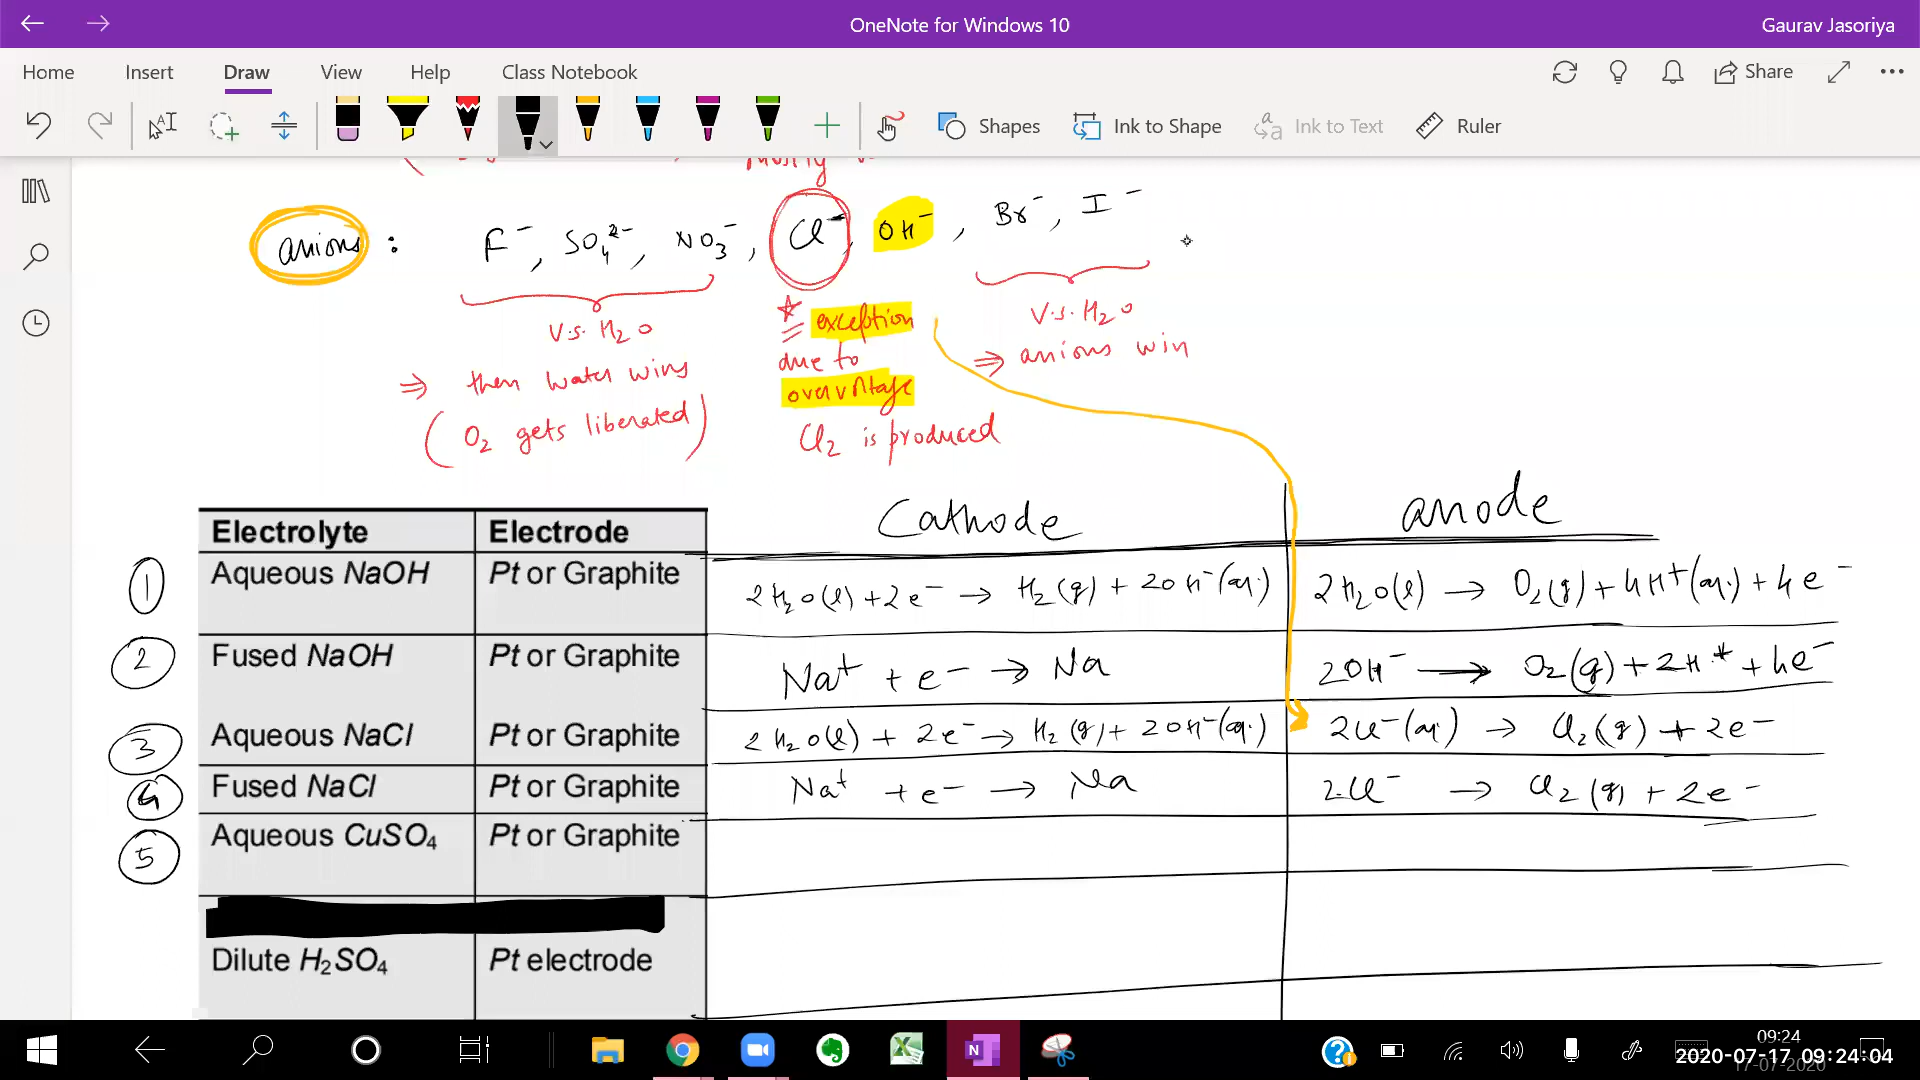 OneNote for Windows 10
Gaurav Jasoriya
Home Insert Draw View Help Class Notebook Share
Shapes Ink to Shape Ink to Text Ruler
mostly
anions : F⁻, SO₄²⁻, NO₃⁻, Cl⁻, OH⁻, Br⁻, I⁻
v.s. H₂O
⇒ then water wins
(O₂ gets liberated)
* exception
due to
overvoltage
Cl₂ is produced
v.s. H₂O
⇒ anions win
Electrolyte Electrode Cathode anode
① Aqueous NaOH Pt or Graphite 2H₂O(l) + 2e⁻ → H₂(g) + 2OH⁻(aq.) 2H₂O(l) → O₂(g) + 4H⁺(aq.) + 4e⁻
② Fused NaOH Pt or Graphite Na⁺ + e⁻ → Na 2OH⁻ → O₂(g) + 2H⁺ + 4e⁻
③ Aqueous NaCl Pt or Graphite 2H₂O(l) + 2e⁻ → H₂(g) + 2OH⁻(aq.) 2Cl⁻(aq) → Cl₂(g) + 2e⁻
④ Fused NaCl Pt or Graphite Na⁺ + e⁻ → Na 2Cl⁻ → Cl₂(g) + 2e⁻
⑤ Aqueous CuSO₄ Pt or Graphite
Dilute H₂SO₄ Pt electrode
09:24
2020-07-17 09:24:04
17-07-2020